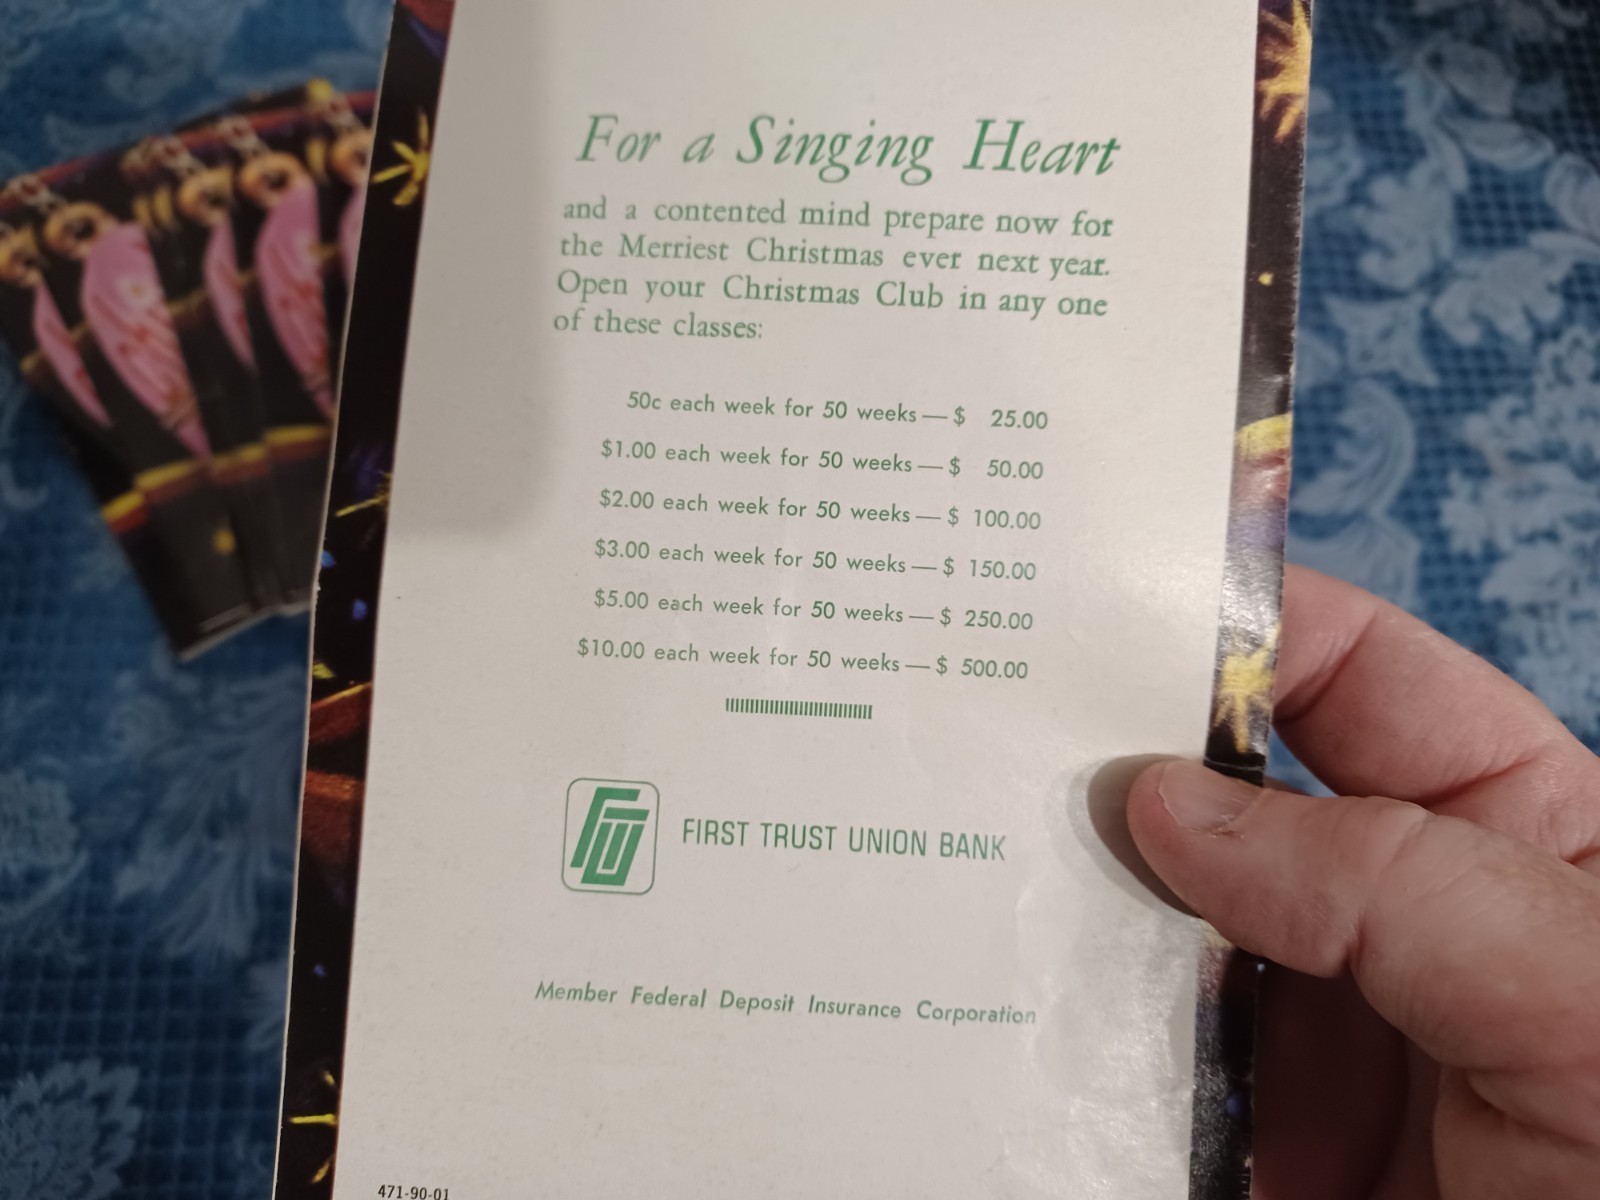 For a Singing Heart
and a contented mind prepare now for
the Merriest Christmas ever next year.
Open your Christmas Club in any one
of these classes:
50c each week for 50 weeks — $ 25.00
$1.00 each week for 50 weeks — $ 50.00
$2.00 each week for 50 weeks — $ 100.00
$3.00 each week for 50 weeks — $ 150.00
$5.00 each week for 50 weeks — $ 250.00
$10.00 each week for 50 weeks — $ 500.00
FTU
FIRST TRUST UNION BANK
Member Federal Deposit Insurance Corporation
471-90-01